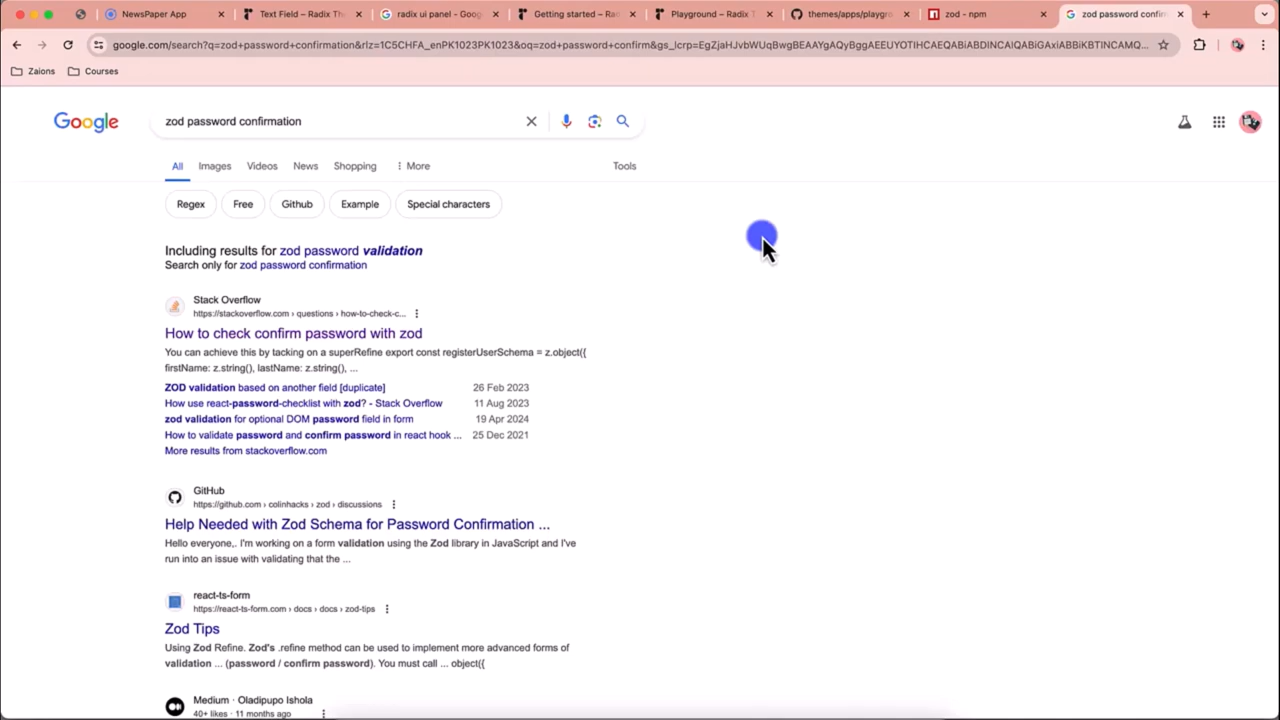 NewsPaper App
Text Field – Radix Th
radix ui panel - Goog
Getting started – Rad
Playground – Radix T
themes/apps/playgro
zod - npm
zod password confirm
google.com/search?q=zod+password+confirmation&rlz=1C5CHFA_enPK1023PK1023&oq=zod+password+confirm&gs_lcrp=EgZjaHJvbWUqBwgBEAAYgAQyBggAEEUYOTIHCAEQABiABDINCAIQABiGAxiABBiKBTINCAMQ...
Zaions
Courses
Google
zod password confirmation
All
Images
Videos
News
Shopping
More
Tools
Regex
Free
Github
Example
Special characters
Including results for zod password validation
Search only for zod password confirmation
Stack Overflow
https://stackoverflow.com › questions › how-to-check-c...
How to check confirm password with zod
You can achieve this by tacking on a superRefine export const registerUserSchema = z.object({
firstName: z.string(), lastName: z.string(), ...
ZOD validation based on another field [duplicate] 26 Feb 2023
How use react-password-checklist with zod? - Stack Overflow 11 Aug 2023
zod validation for optional DOM password field in form 19 Apr 2024
How to validate password and confirm password in react hook ... 25 Dec 2021
More results from stackoverflow.com
GitHub
https://github.com › colinhacks › zod › discussions
Help Needed with Zod Schema for Password Confirmation ...
Hello everyone,. I'm working on a form validation using the Zod library in JavaScript and I've
run into an issue with validating that the ...
react-ts-form
https://react-ts-form.com › docs › docs › zod-tips
Zod Tips
Using Zod Refine. Zod's .refine method can be used to implement more advanced forms of
validation ... (password / confirm password). You must call ... object({
Medium · Oladipupo Ishola
40+ likes · 11 months ago